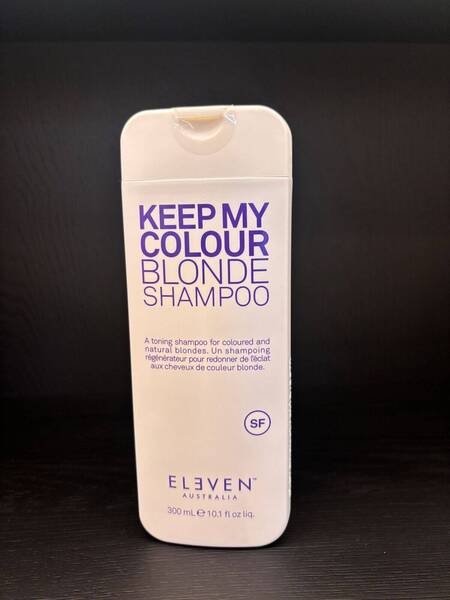 KEEP MY
COLOUR
BLONDE
SHAMPOO
A toning shampoo for coloured and
natural blondes. Un shampoing
régénérateur pour redonner de l'éclat
aux cheveux de couleur blonde.
SF
ELEVEN™
AUSTRALIA
300 mL ℮ 10.1 fl oz liq.